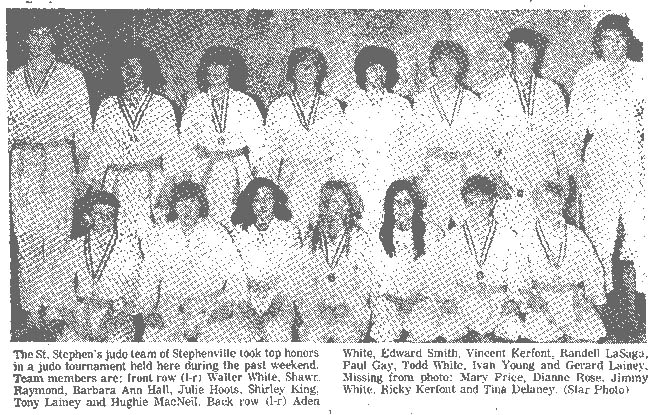 The St. Stephen's judo team of Stephenville took top honors
in a judo tournament held here during the past weekend.
Team members are: front row (l-r) Walter White, Shawn
Raymond, Barbara Ann Hall, Julie Hoots, Shirley King,
Tony Lainey and Hughie MacNeil. Back row (l-r) Aden
White, Edward Smith, Vincent Kerfont, Randell LaSaga,
Paul Gay, Todd White, Ivan Young and Gerard Lainey.
Missing from photo: Mary Price, Dianne Rose, Jimmy
White, Ricky Kerfont and Tina Delaney. (Star Photo)